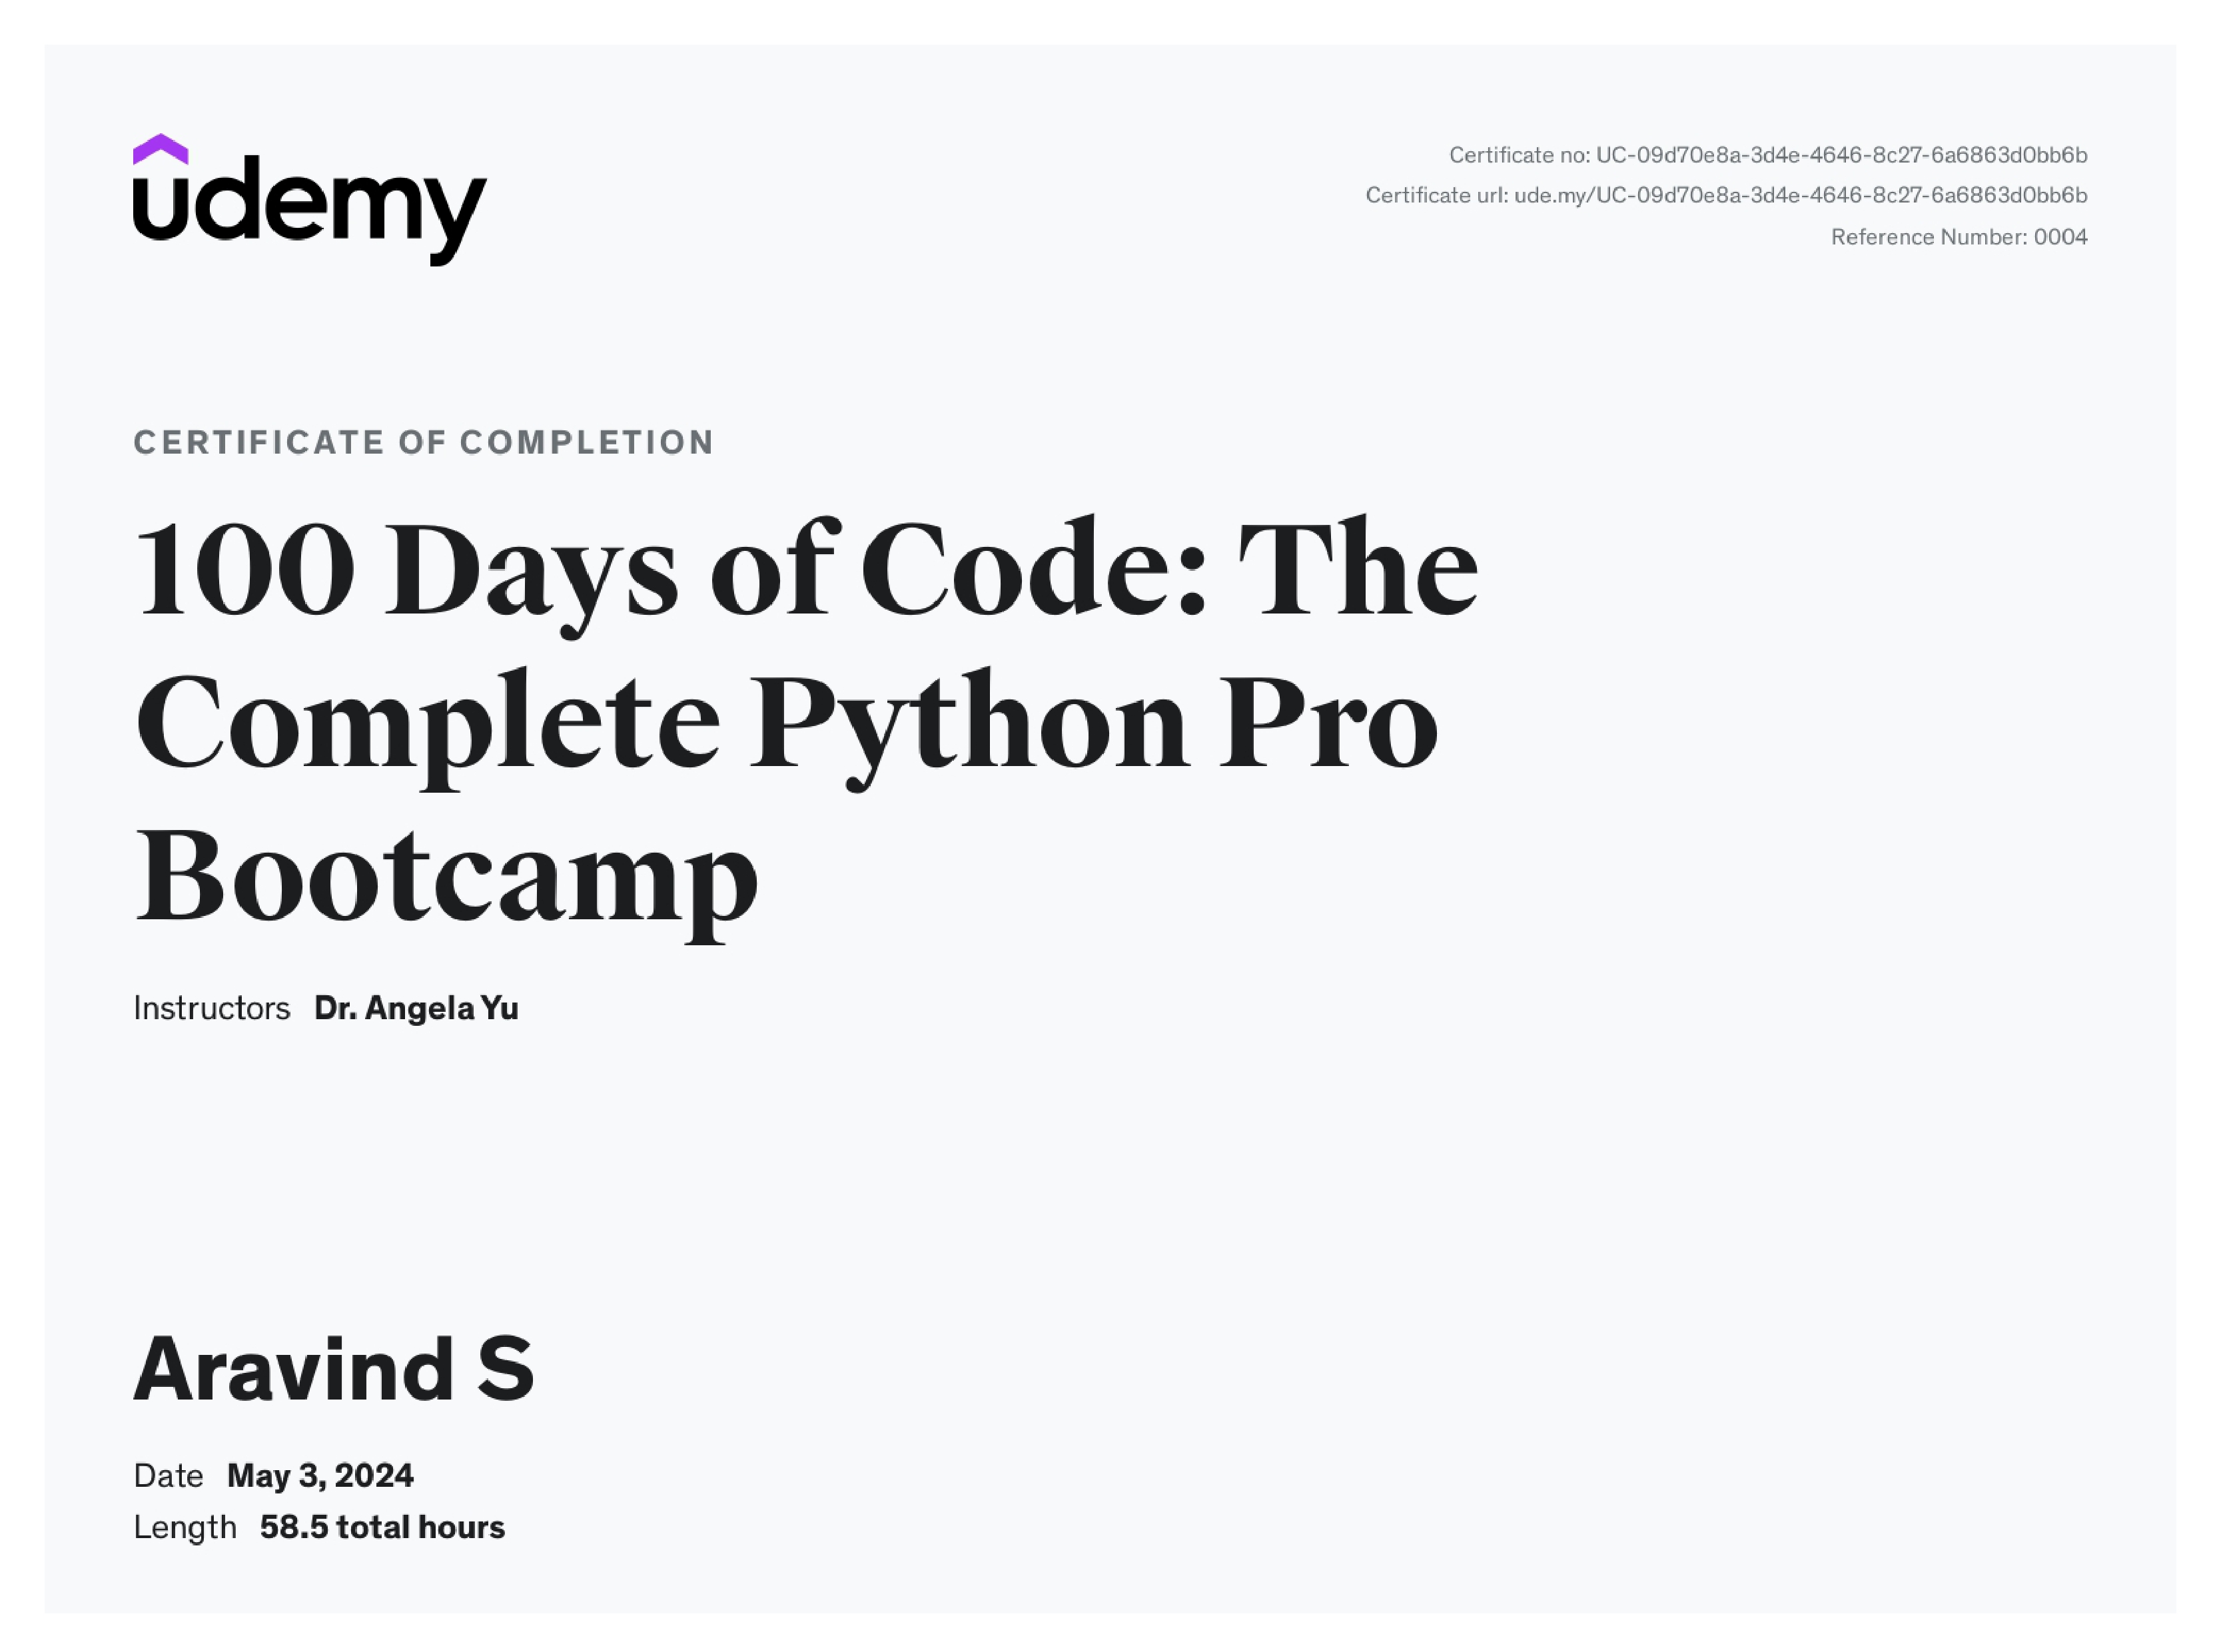 udemy
Certificate no: UC-09d70e8a-3d4e-4646-8c27-6a6863d0bb6b
Certificate url: ude.my/UC-09d70e8a-3d4e-4646-8c27-6a6863d0bb6b
Reference Number: 0004
CERTIFICATE OF COMPLETION
100 Days of Code: The
Complete Python Pro
Bootcamp
Instructors Dr. Angela Yu
Aravind S
Date May 3, 2024
Length 58.5 total hours